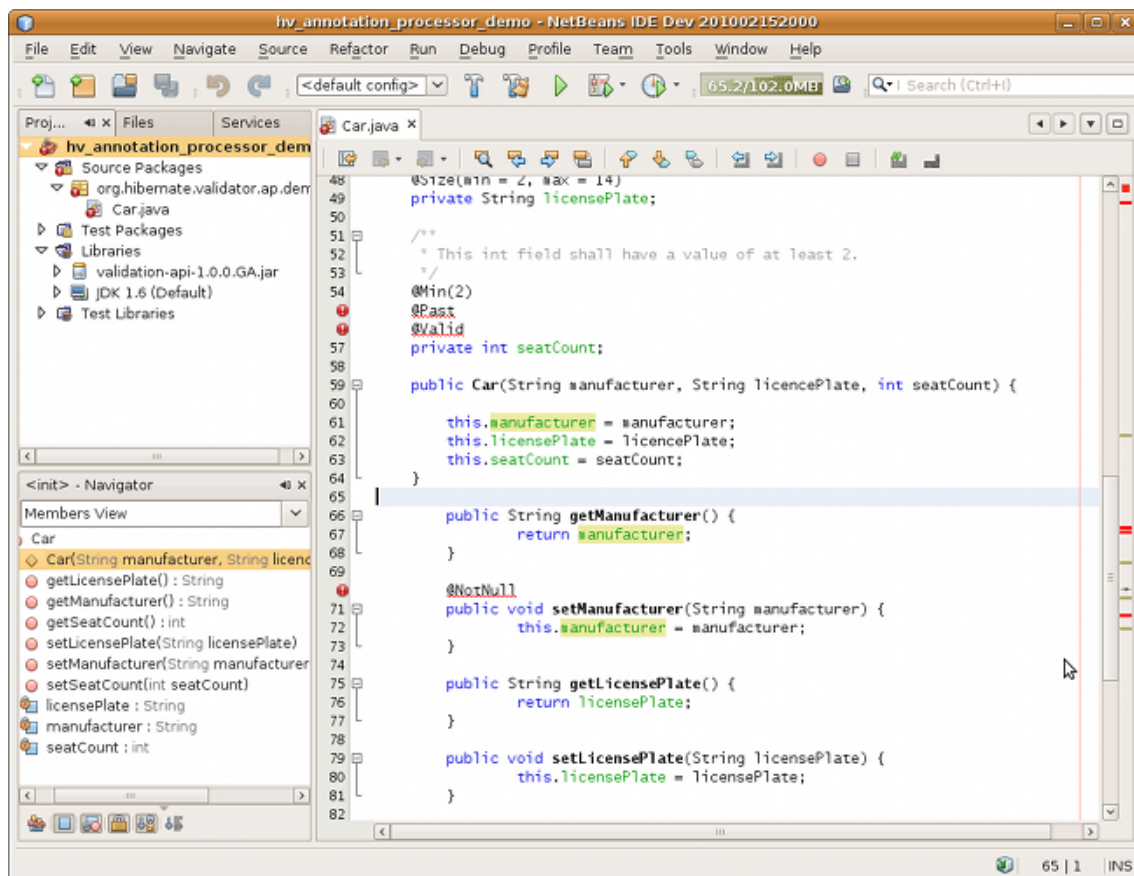 hv_annotation_processor_demo - NetBeans IDE Dev 201002152000
File Edit View Navigate Source Refactor Run Debug Profile Team Tools Window Help
<default config> 65.2/102.0MB Search (Ctrl+I)
Proj... Files Services
hv_annotation_processor_dem
Source Packages
org.hibernate.validator.ap.dem
Car.java
Test Packages
Libraries
validation-api-1.0.0.GA.jar
JDK 1.6 (Default)
Test Libraries
<init> - Navigator
Members View
Car
Car(String manufacturer, String licenc
getLicensePlate() : String
getManufacturer() : String
getSeatCount() : int
setLicensePlate(String licensePlate)
setManufacturer(String manufacturer
setSeatCount(int seatCount)
licensePlate : String
manufacturer : String
seatCount : int
Car.java
48 @Size(min = 2, max = 14)
49 private String licensePlate;
50
51 /**
52 * This int field shall have a value of at least 2.
53 */
54 @Min(2)
@Past
@Valid
57 private int seatCount;
58
59 public Car(String manufacturer, String licencePlate, int seatCount) {
60
61 this.manufacturer = manufacturer;
62 this.licensePlate = licencePlate;
63 this.seatCount = seatCount;
64 }
65
66 public String getManufacturer() {
67 return manufacturer;
68 }
69
@NotNull
71 public void setManufacturer(String manufacturer) {
72 this.manufacturer = manufacturer;
73 }
74
75 public String getLicensePlate() {
76 return licensePlate;
77 }
78
79 public void setLicensePlate(String licensePlate) {
80 this.licensePlate = licensePlate;
81 }
82
65 | 1 INS